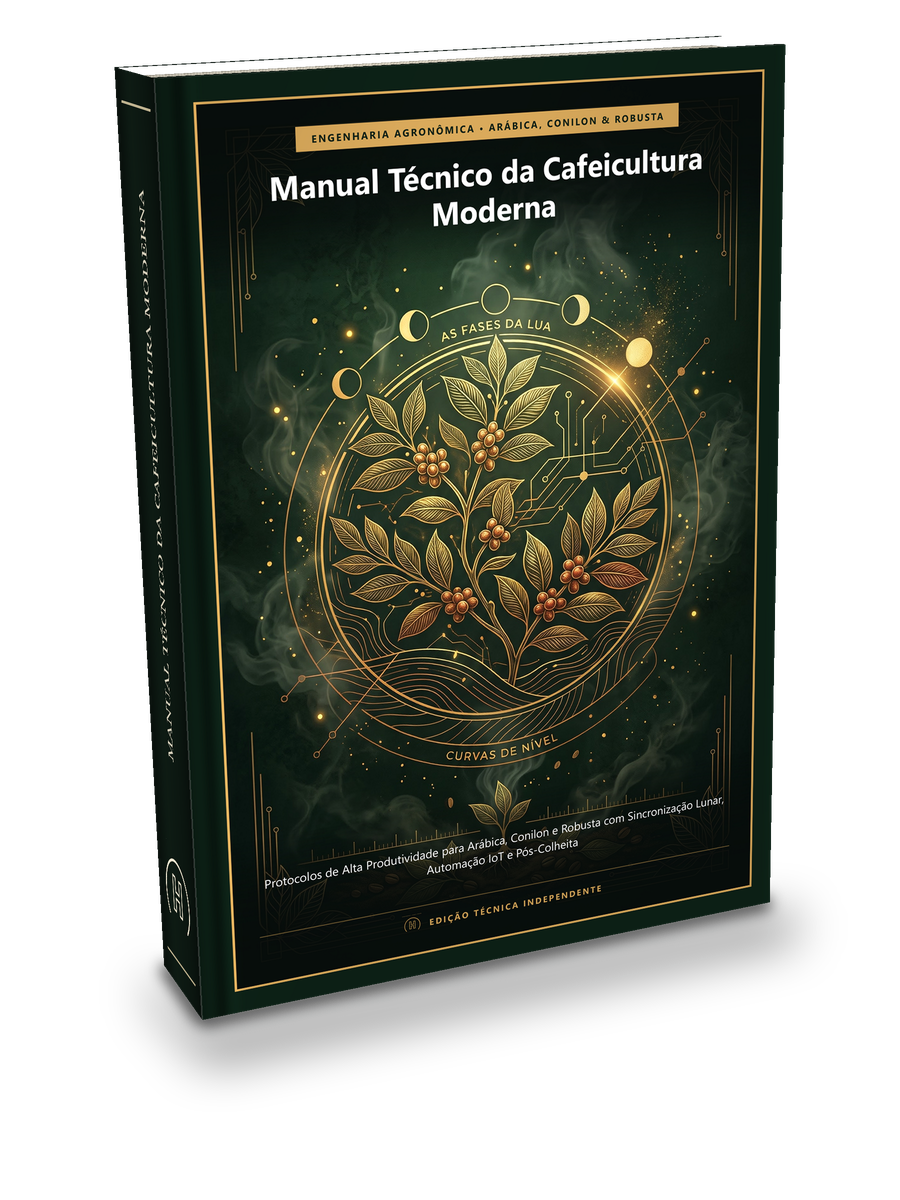 ENGENHARIA AGRONÔMICA • ARÁBICA, CONILON & ROBUSTA
Manual Técnico da Cafeicultura
Moderna
AS FASES DA LUA
CURVAS DE NÍVEL
Protocolos de Alta Produtividade para Arábica, Conilon e Robusta com Sincronização Lunar,
Automação IoT e Pós-Colheita
EDIÇÃO TÉCNICA INDEPENDENTE
MANUAL TÉCNICO DA CAFEICULTURA MODERNA